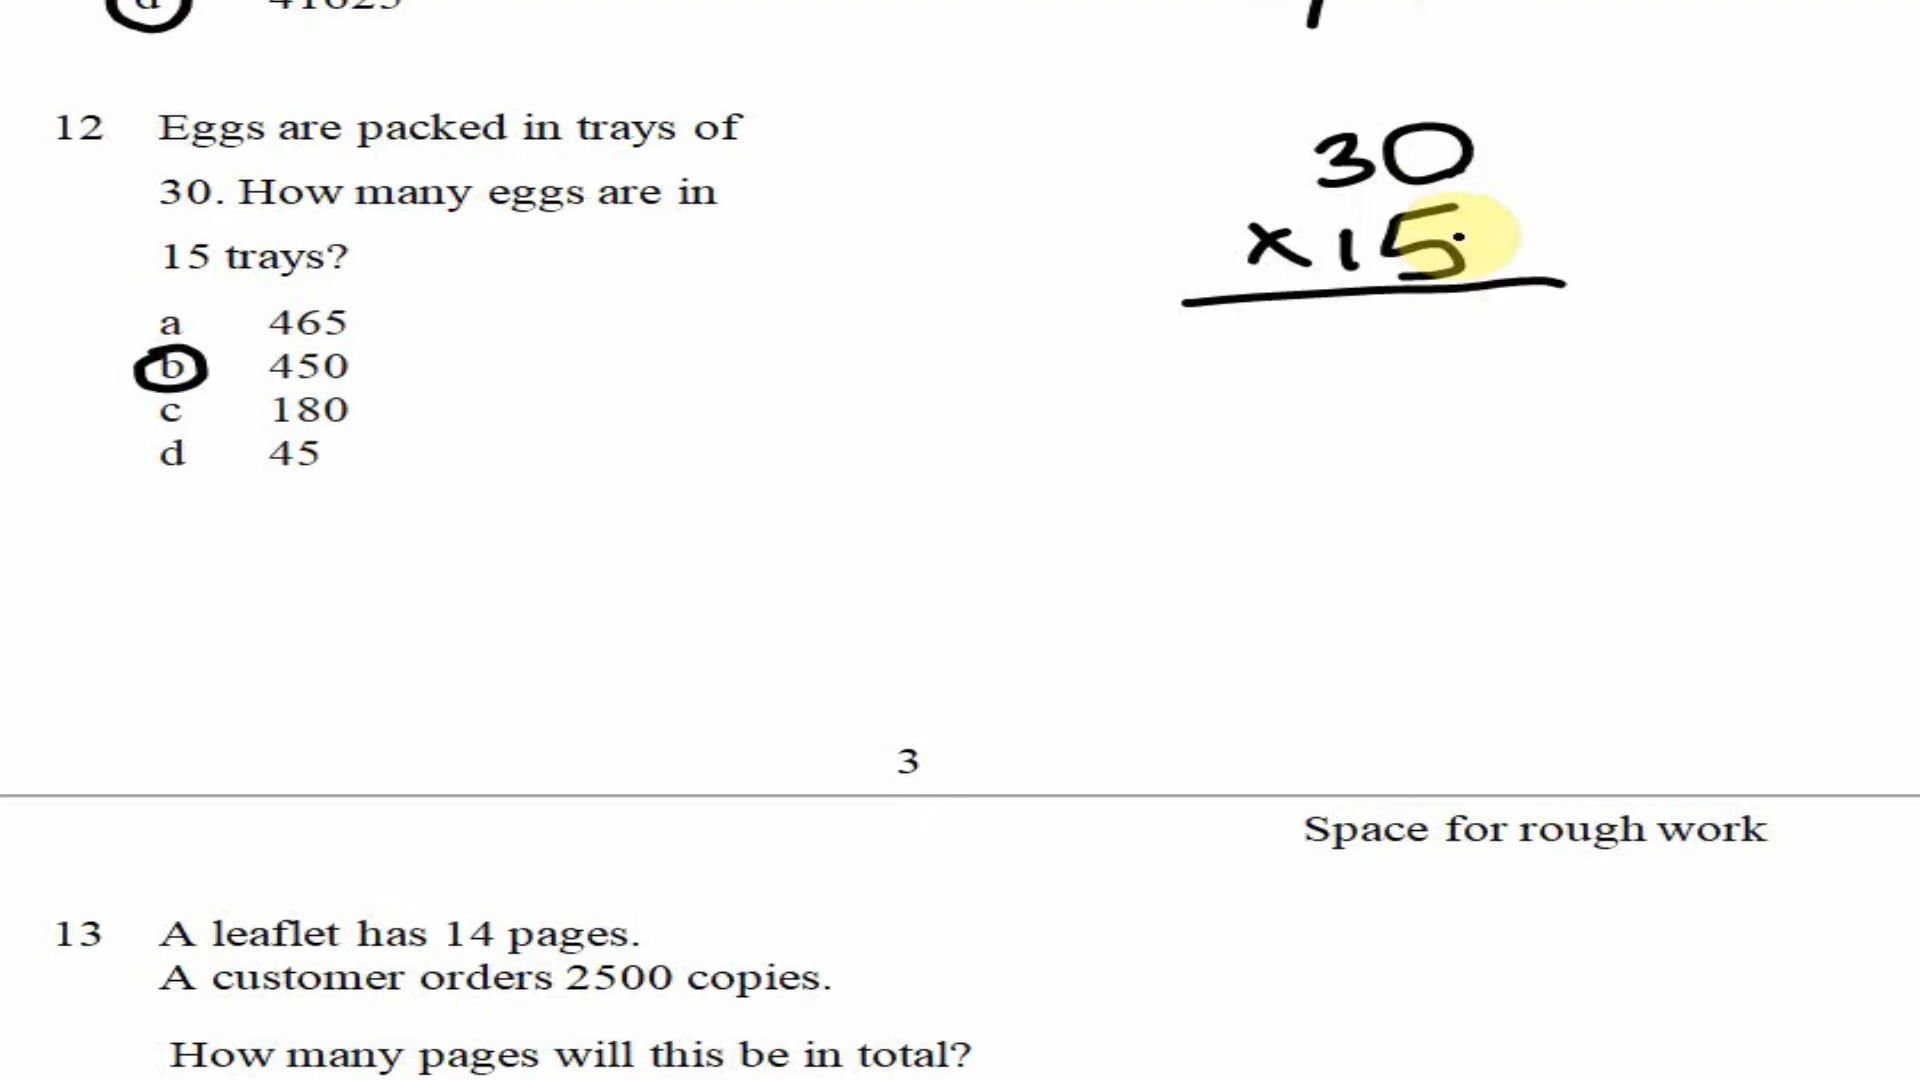 12 Eggs are packed in trays of
30. How many eggs are in
15 trays?
a 465
b 450
c 180
d 45
30
×15
3
Space for rough work
13 A leaflet has 14 pages.
A customer orders 2500 copies.
How many pages will this be in total?